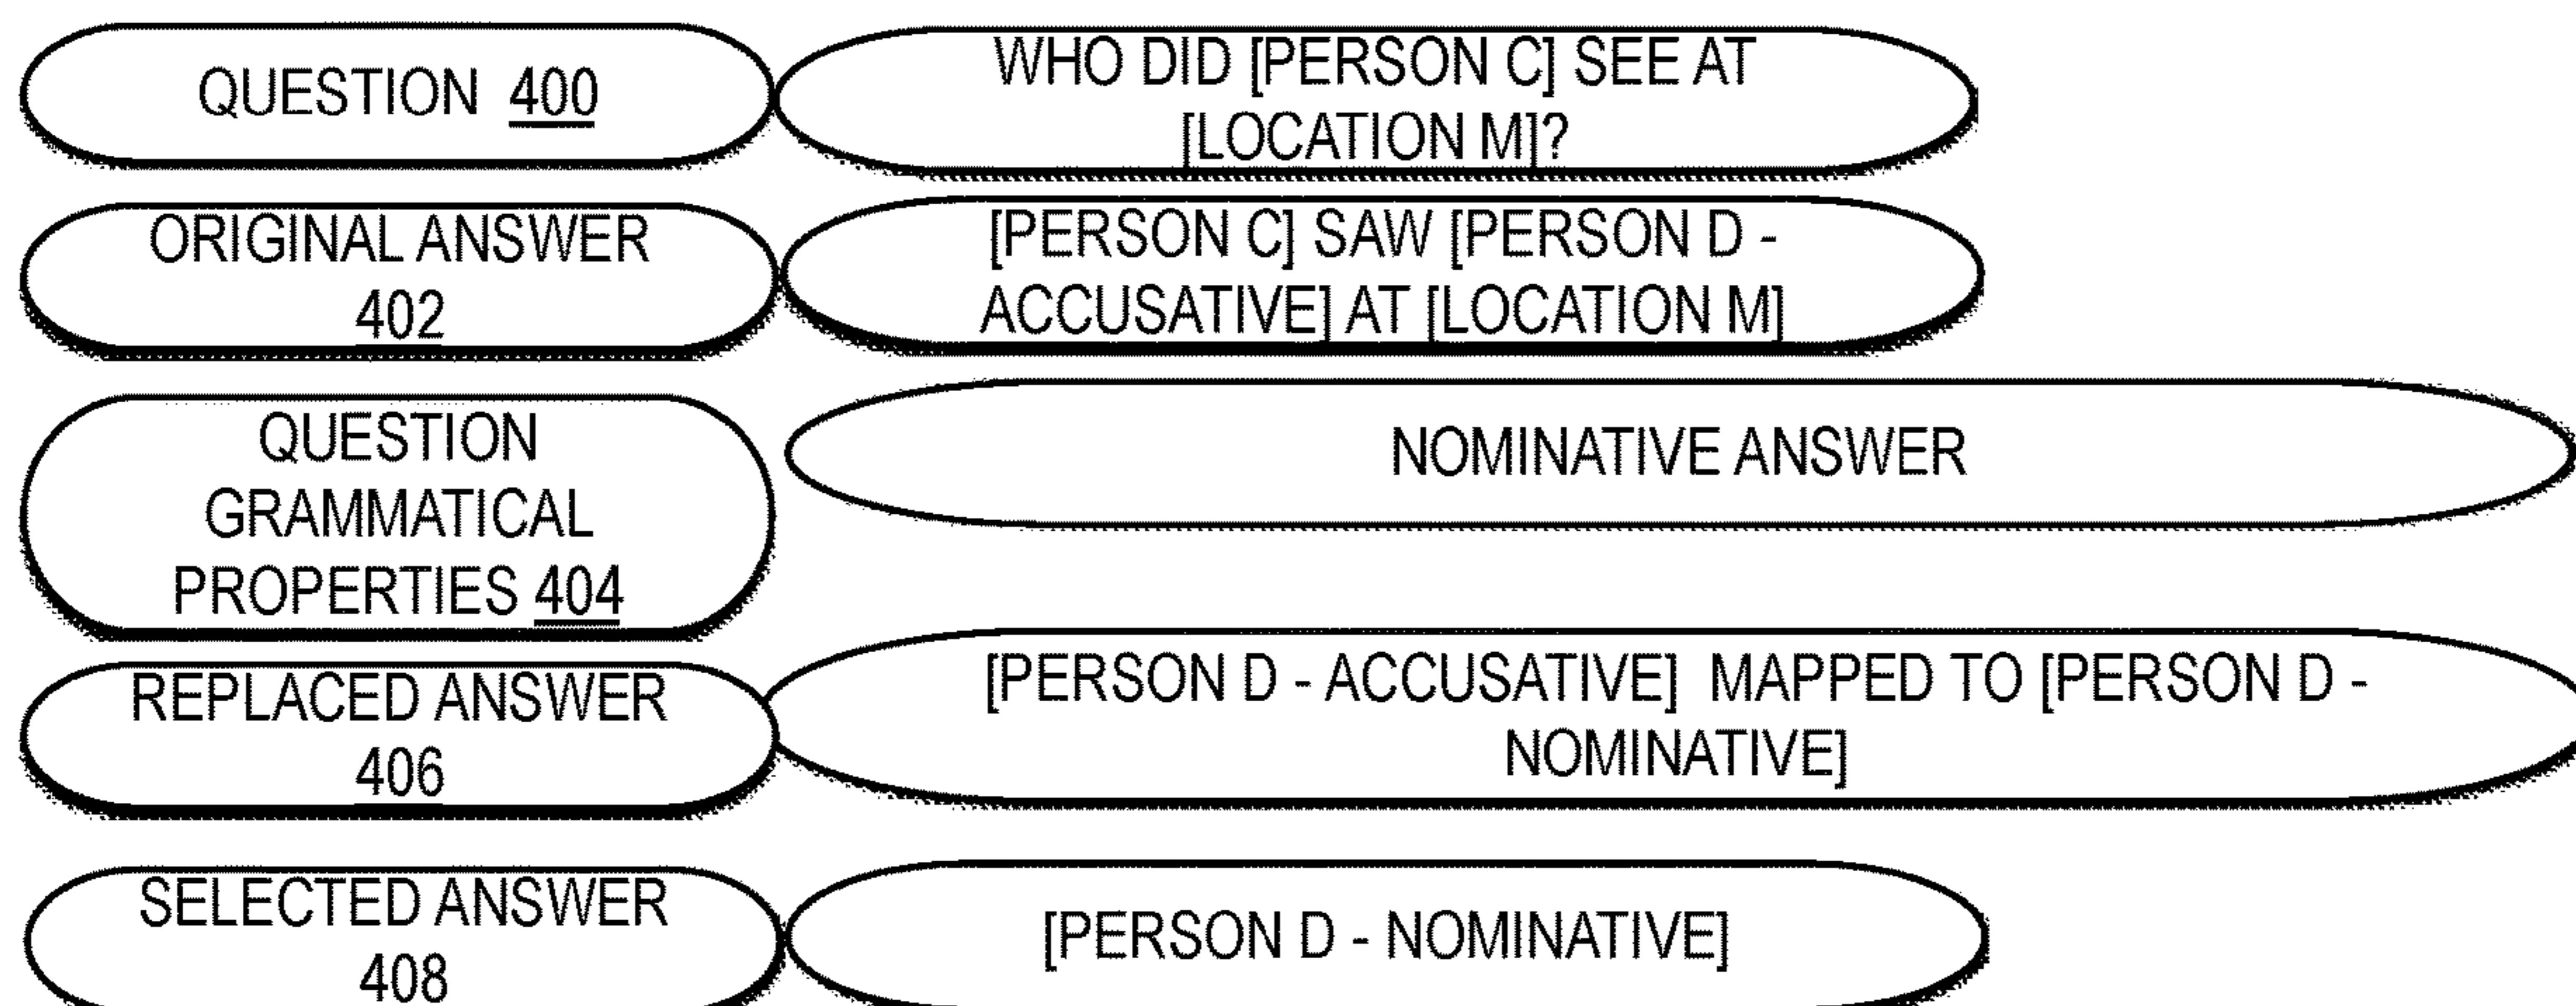 QUESTION 400
WHO DID [PERSON C] SEE AT
[LOCATION M]?
ORIGINAL ANSWER
402
[PERSON C] SAW [PERSON D -
ACCUSATIVE] AT [LOCATION M]
QUESTION
GRAMMATICAL
PROPERTIES 404
NOMINATIVE ANSWER
REPLACED ANSWER
406
[PERSON D - ACCUSATIVE] MAPPED TO [PERSON D -
NOMINATIVE]
SELECTED ANSWER
408
[PERSON D - NOMINATIVE]